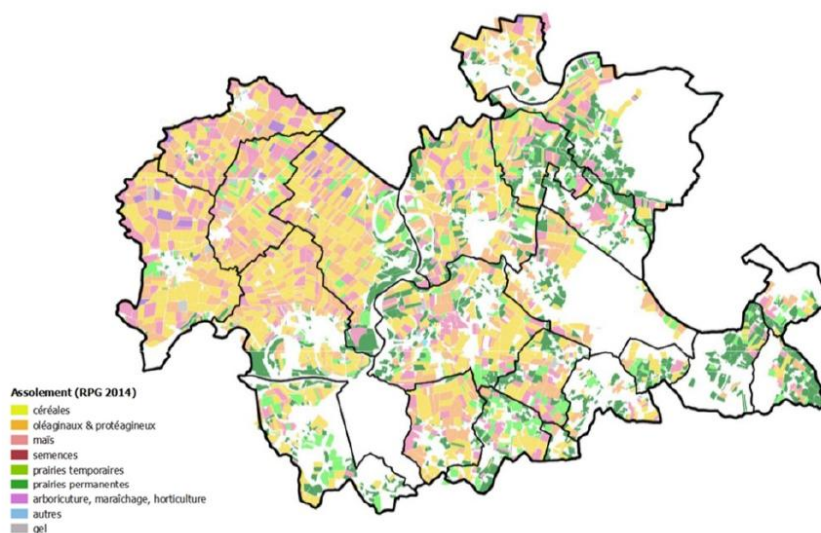 Assolement (RPG 2014)
céréales
oléaginaux & protéagineux
maïs
semences
prairies temporaires
prairies permanentes
arboricuture, maraîchage, horticulture
autres
gel